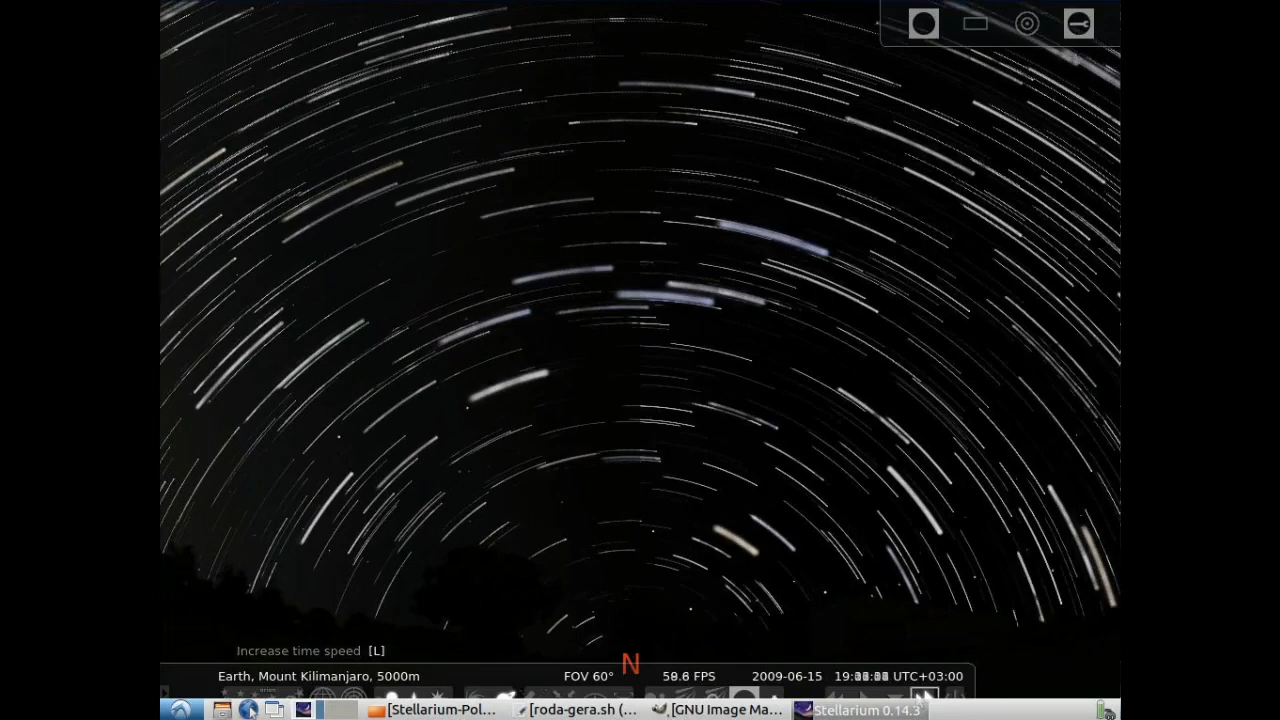 Increase time speed [L]
N
Earth, Mount Kilimanjaro, 5000m FOV 60° FPS 2009-06-15 UTC+03:00
[Stellarium-Pol... [roda-gera.sh (... [GNU Image Ma... Stellarium 0.14.3